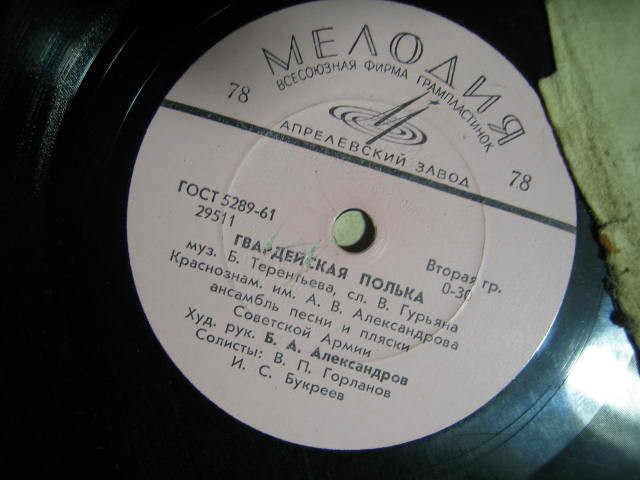 МЕЛОДИЯ
ВСЕСОЮЗНАЯ ФИРМА ГРАМПЛАСТИНОК
78
78
АПРЕЛЕВСКИЙ ЗАВОД
ГОСТ 5289-61
29511
Вторая гр.
0-30
ГВАРДЕЙСКАЯ ПОЛЬКА
муз. Б. Терентьева, сл. В. Гурьяна
Краснознам. им. А. В. Александрова
ансамбль песни и пляски
Советской Армии
Худ. рук. Б. А. Александров
Солисты: В. П. Горланов
И. С. Букреев